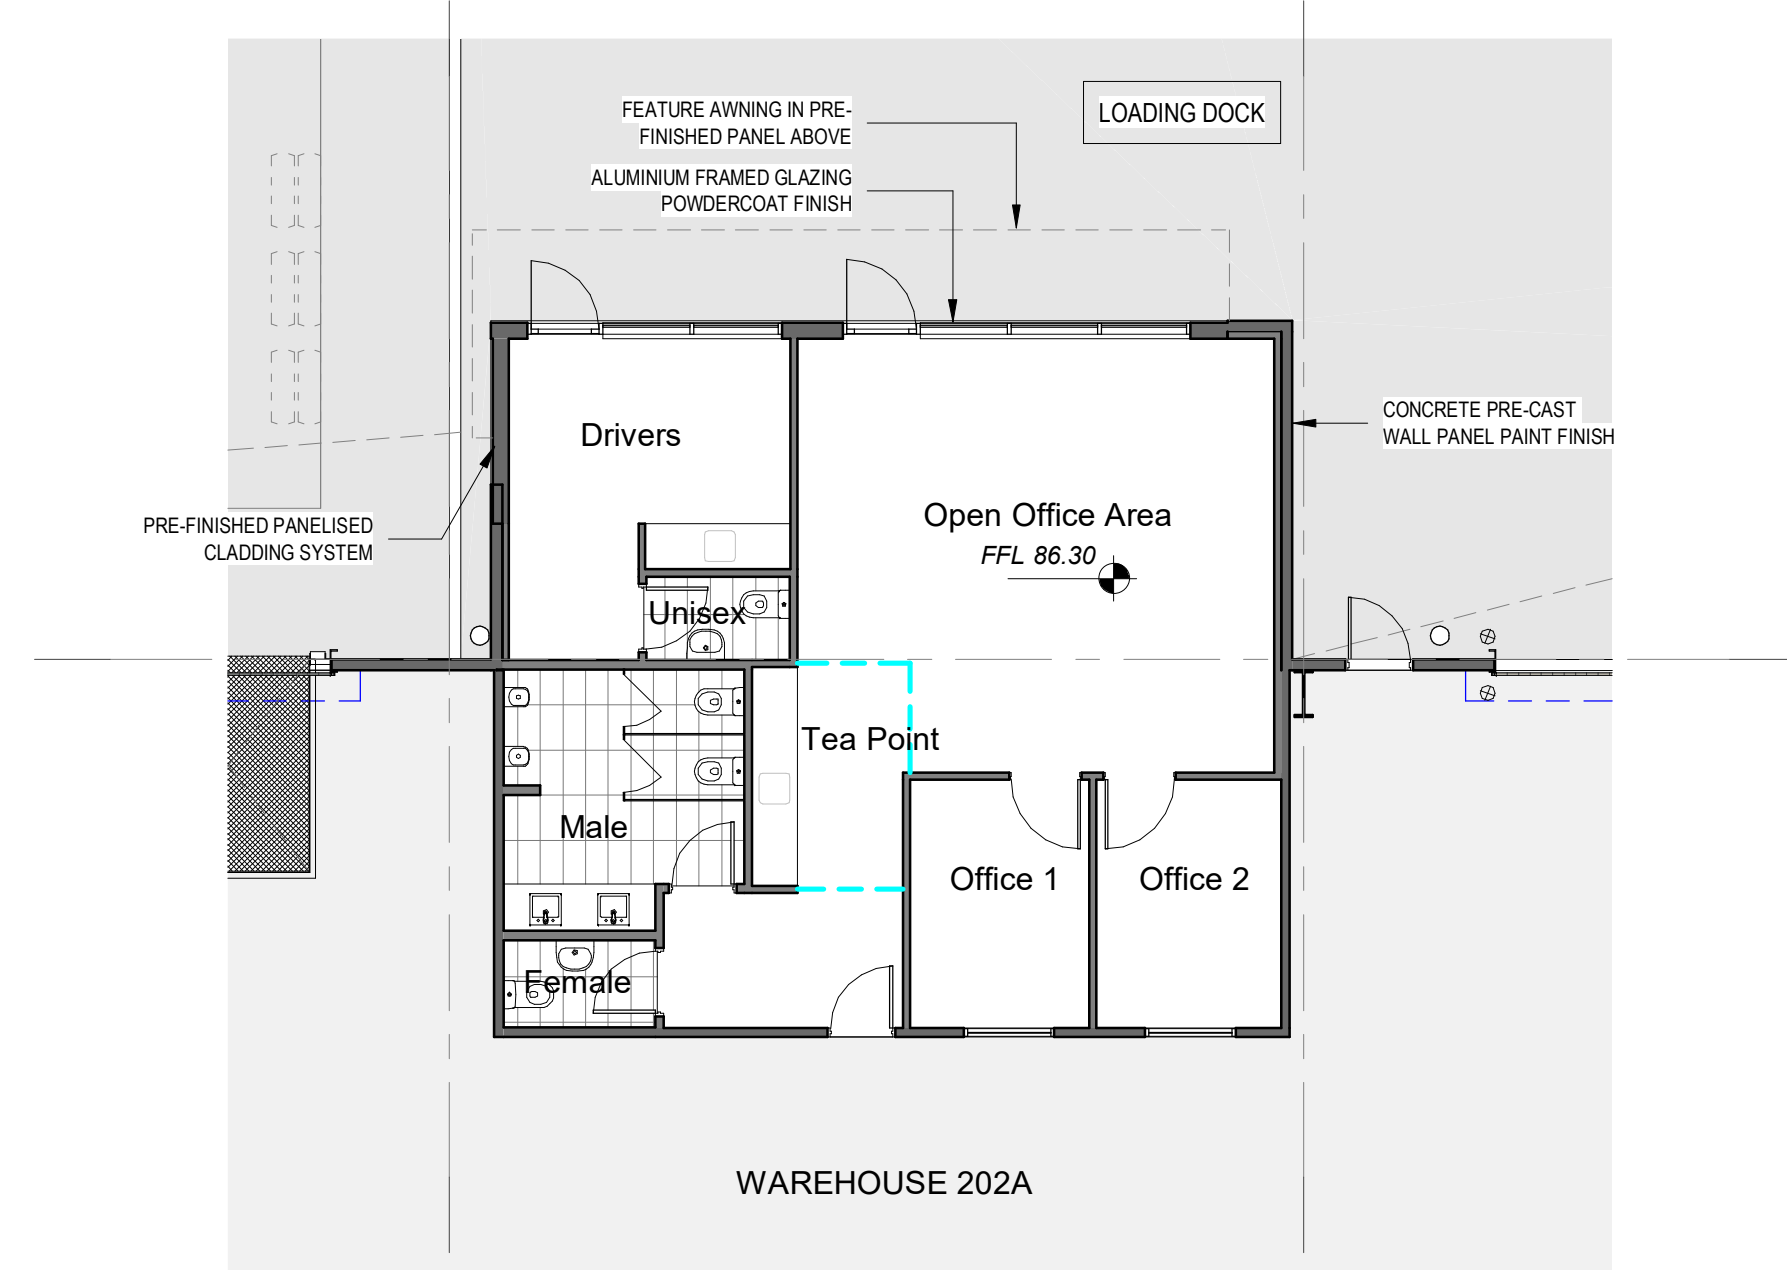 LOADING DOCK
FEATURE AWNING IN PRE-
FINISHED PANEL ABOVE
ALUMINIUM FRAMED GLAZING
POWDERCOAT FINISH
CONCRETE PRE-CAST
WALL PANEL PAINT FINISH
Drivers
Open Office Area
FFL 86.30
PRE-FINISHED PANELISED
CLADDING SYSTEM
Unisex
Tea Point
Male
Office 1
Office 2
Female
WAREHOUSE 202A